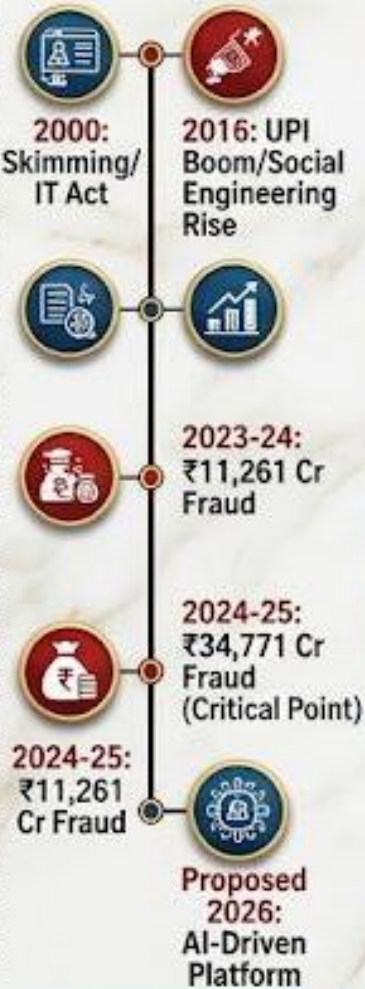 2000:
Skimming/
IT Act
2016: UPI
Boom/Social
Engineering
Rise
2023-24:
₹11,261 Cr
Fraud
2024-25:
₹34,771 Cr
Fraud
(Critical Point)
2024-25:
₹11,261
Cr Fraud
Proposed
2026:
AI-Driven
Platform